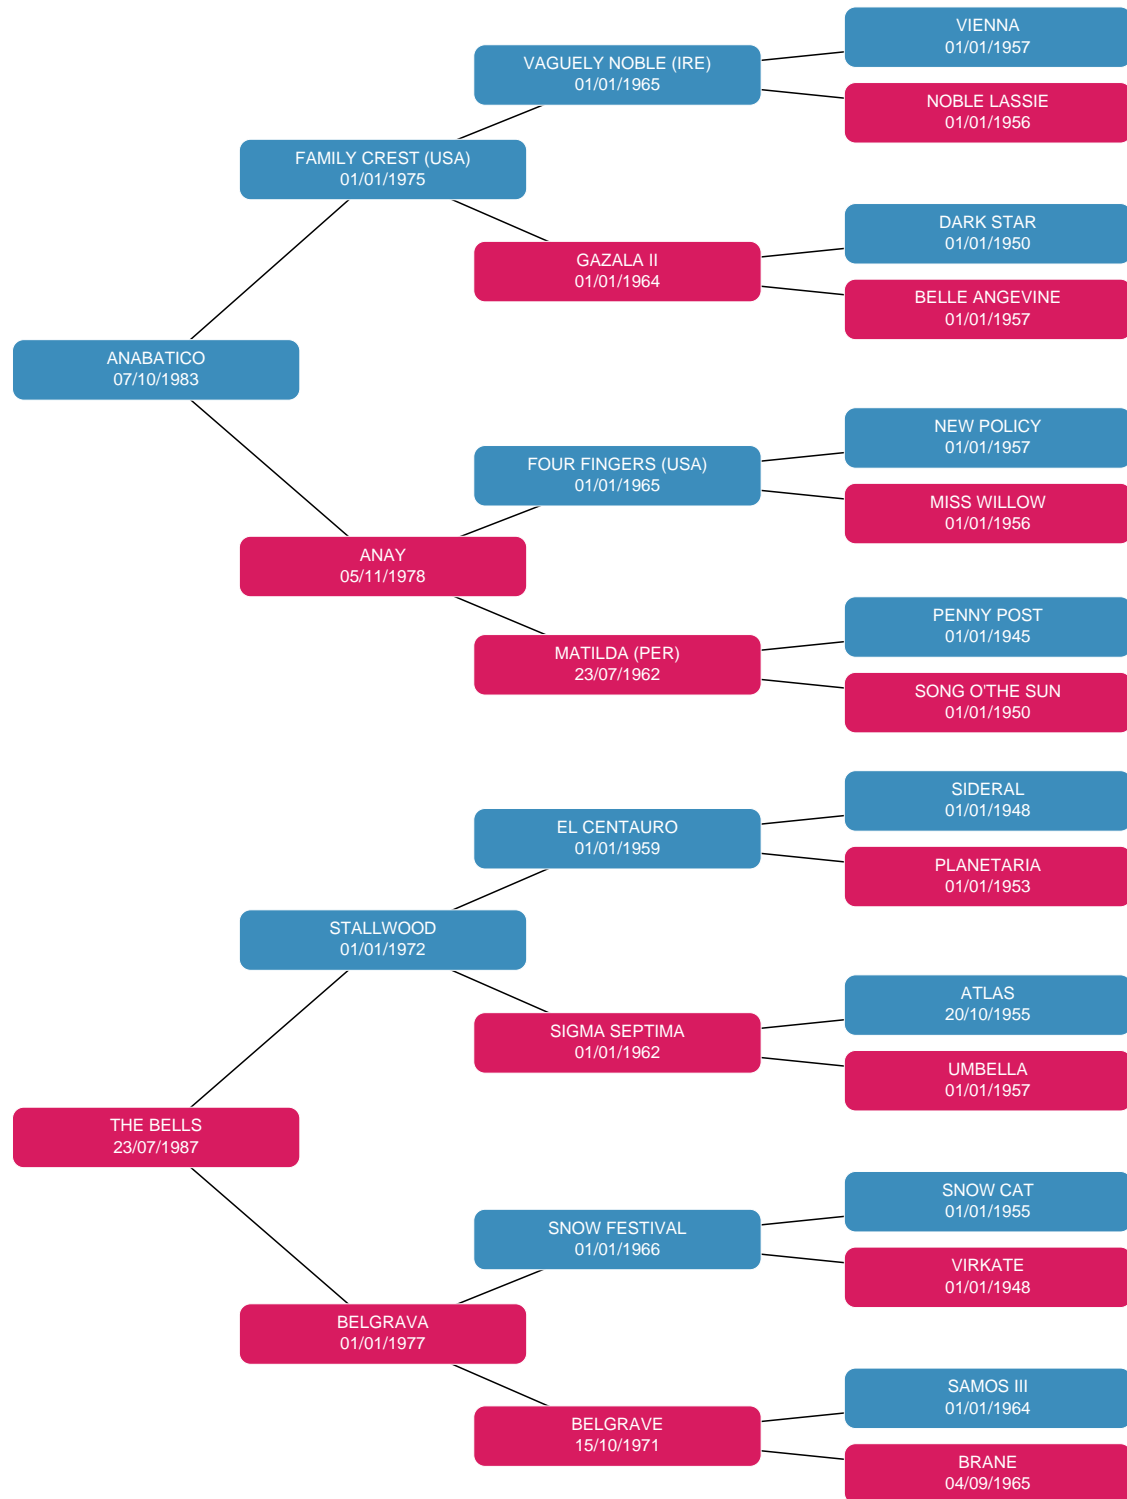 VIENNA
01/01/1957
VAGUELY NOBLE (IRE)
01/01/1965
NOBLE LASSIE
01/01/1956
FAMILY CREST (USA)
01/01/1975
DARK STAR
01/01/1950
GAZALA II
01/01/1964
BELLE ANGEVINE
01/01/1957
ANABATICO
07/10/1983
NEW POLICY
01/01/1957
FOUR FINGERS (USA)
01/01/1965
MISS WILLOW
01/01/1956
ANAY
05/11/1978
PENNY POST
01/01/1945
MATILDA (PER)
23/07/1962
SONG O'THE SUN
01/01/1950
SIDERAL
01/01/1948
EL CENTAURO
01/01/1959
PLANETARIA
01/01/1953
STALLWOOD
01/01/1972
ATLAS
20/10/1955
SIGMA SEPTIMA
01/01/1962
UMBELLA
01/01/1957
THE BELLS
23/07/1987
SNOW CAT
01/01/1955
SNOW FESTIVAL
01/01/1966
VIRKATE
01/01/1948
BELGRAVA
01/01/1977
SAMOS III
01/01/1964
BELGRAVE
15/10/1971
BRANE
04/09/1965